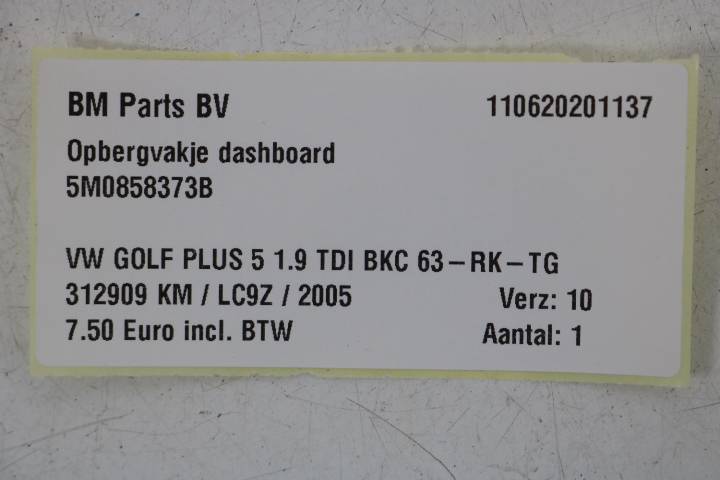 BM Parts BV 110620201137
Opbergvakje dashboard
5M0858373B
VW GOLF PLUS 5 1.9 TDI BKC 63-RK-TG
312909 KM / LC9Z / 2005 Verz: 10
7.50 Euro incl. BTW Aantal: 1